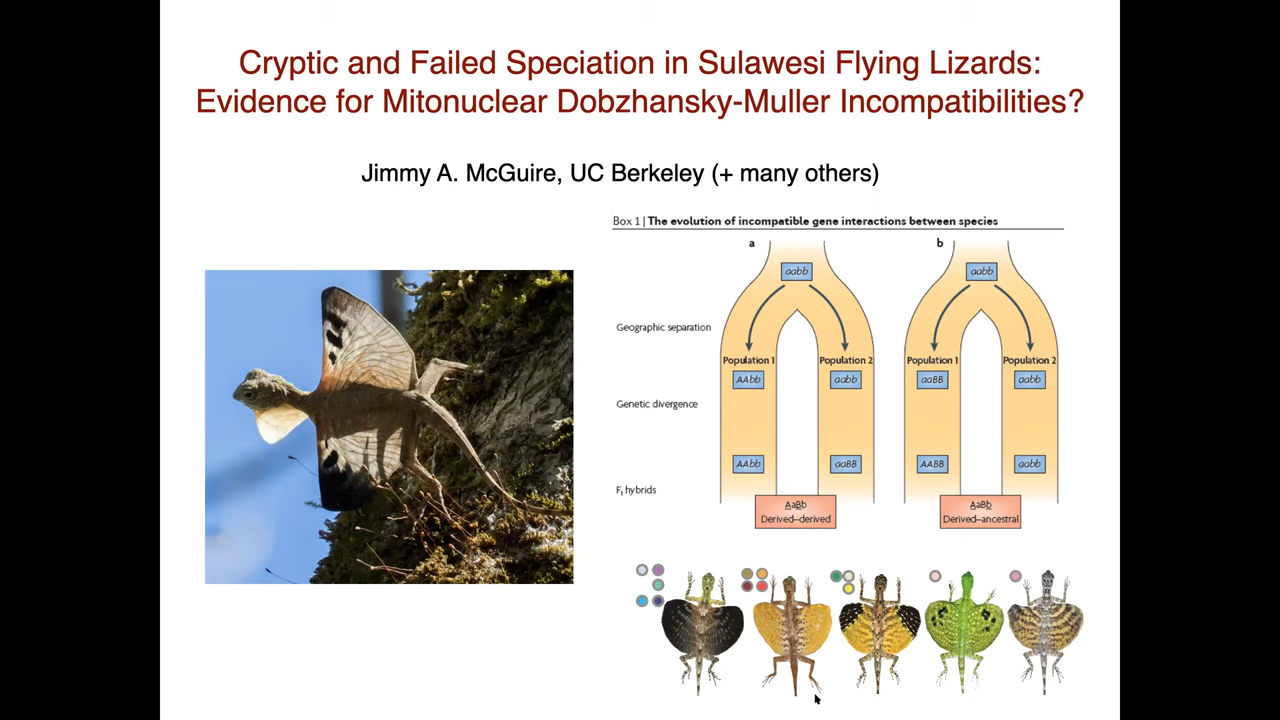 Cryptic and Failed Speciation in Sulawesi Flying Lizards:
Evidence for Mitonuclear Dobzhansky-Muller Incompatibilities?
Jimmy A. McGuire, UC Berkeley (+ many others)
Box 1 | The evolution of incompatible gene interactions between species
a b
aabb aabb
Geographic separation
Population 1 Population 2 Population 1 Population 2
AAbb aabb aaBB aabb
Genetic divergence
AAbb aaBB AABB aabb
F₁ hybrids
AaBb AaBb
Derived–derived Derived–ancestral